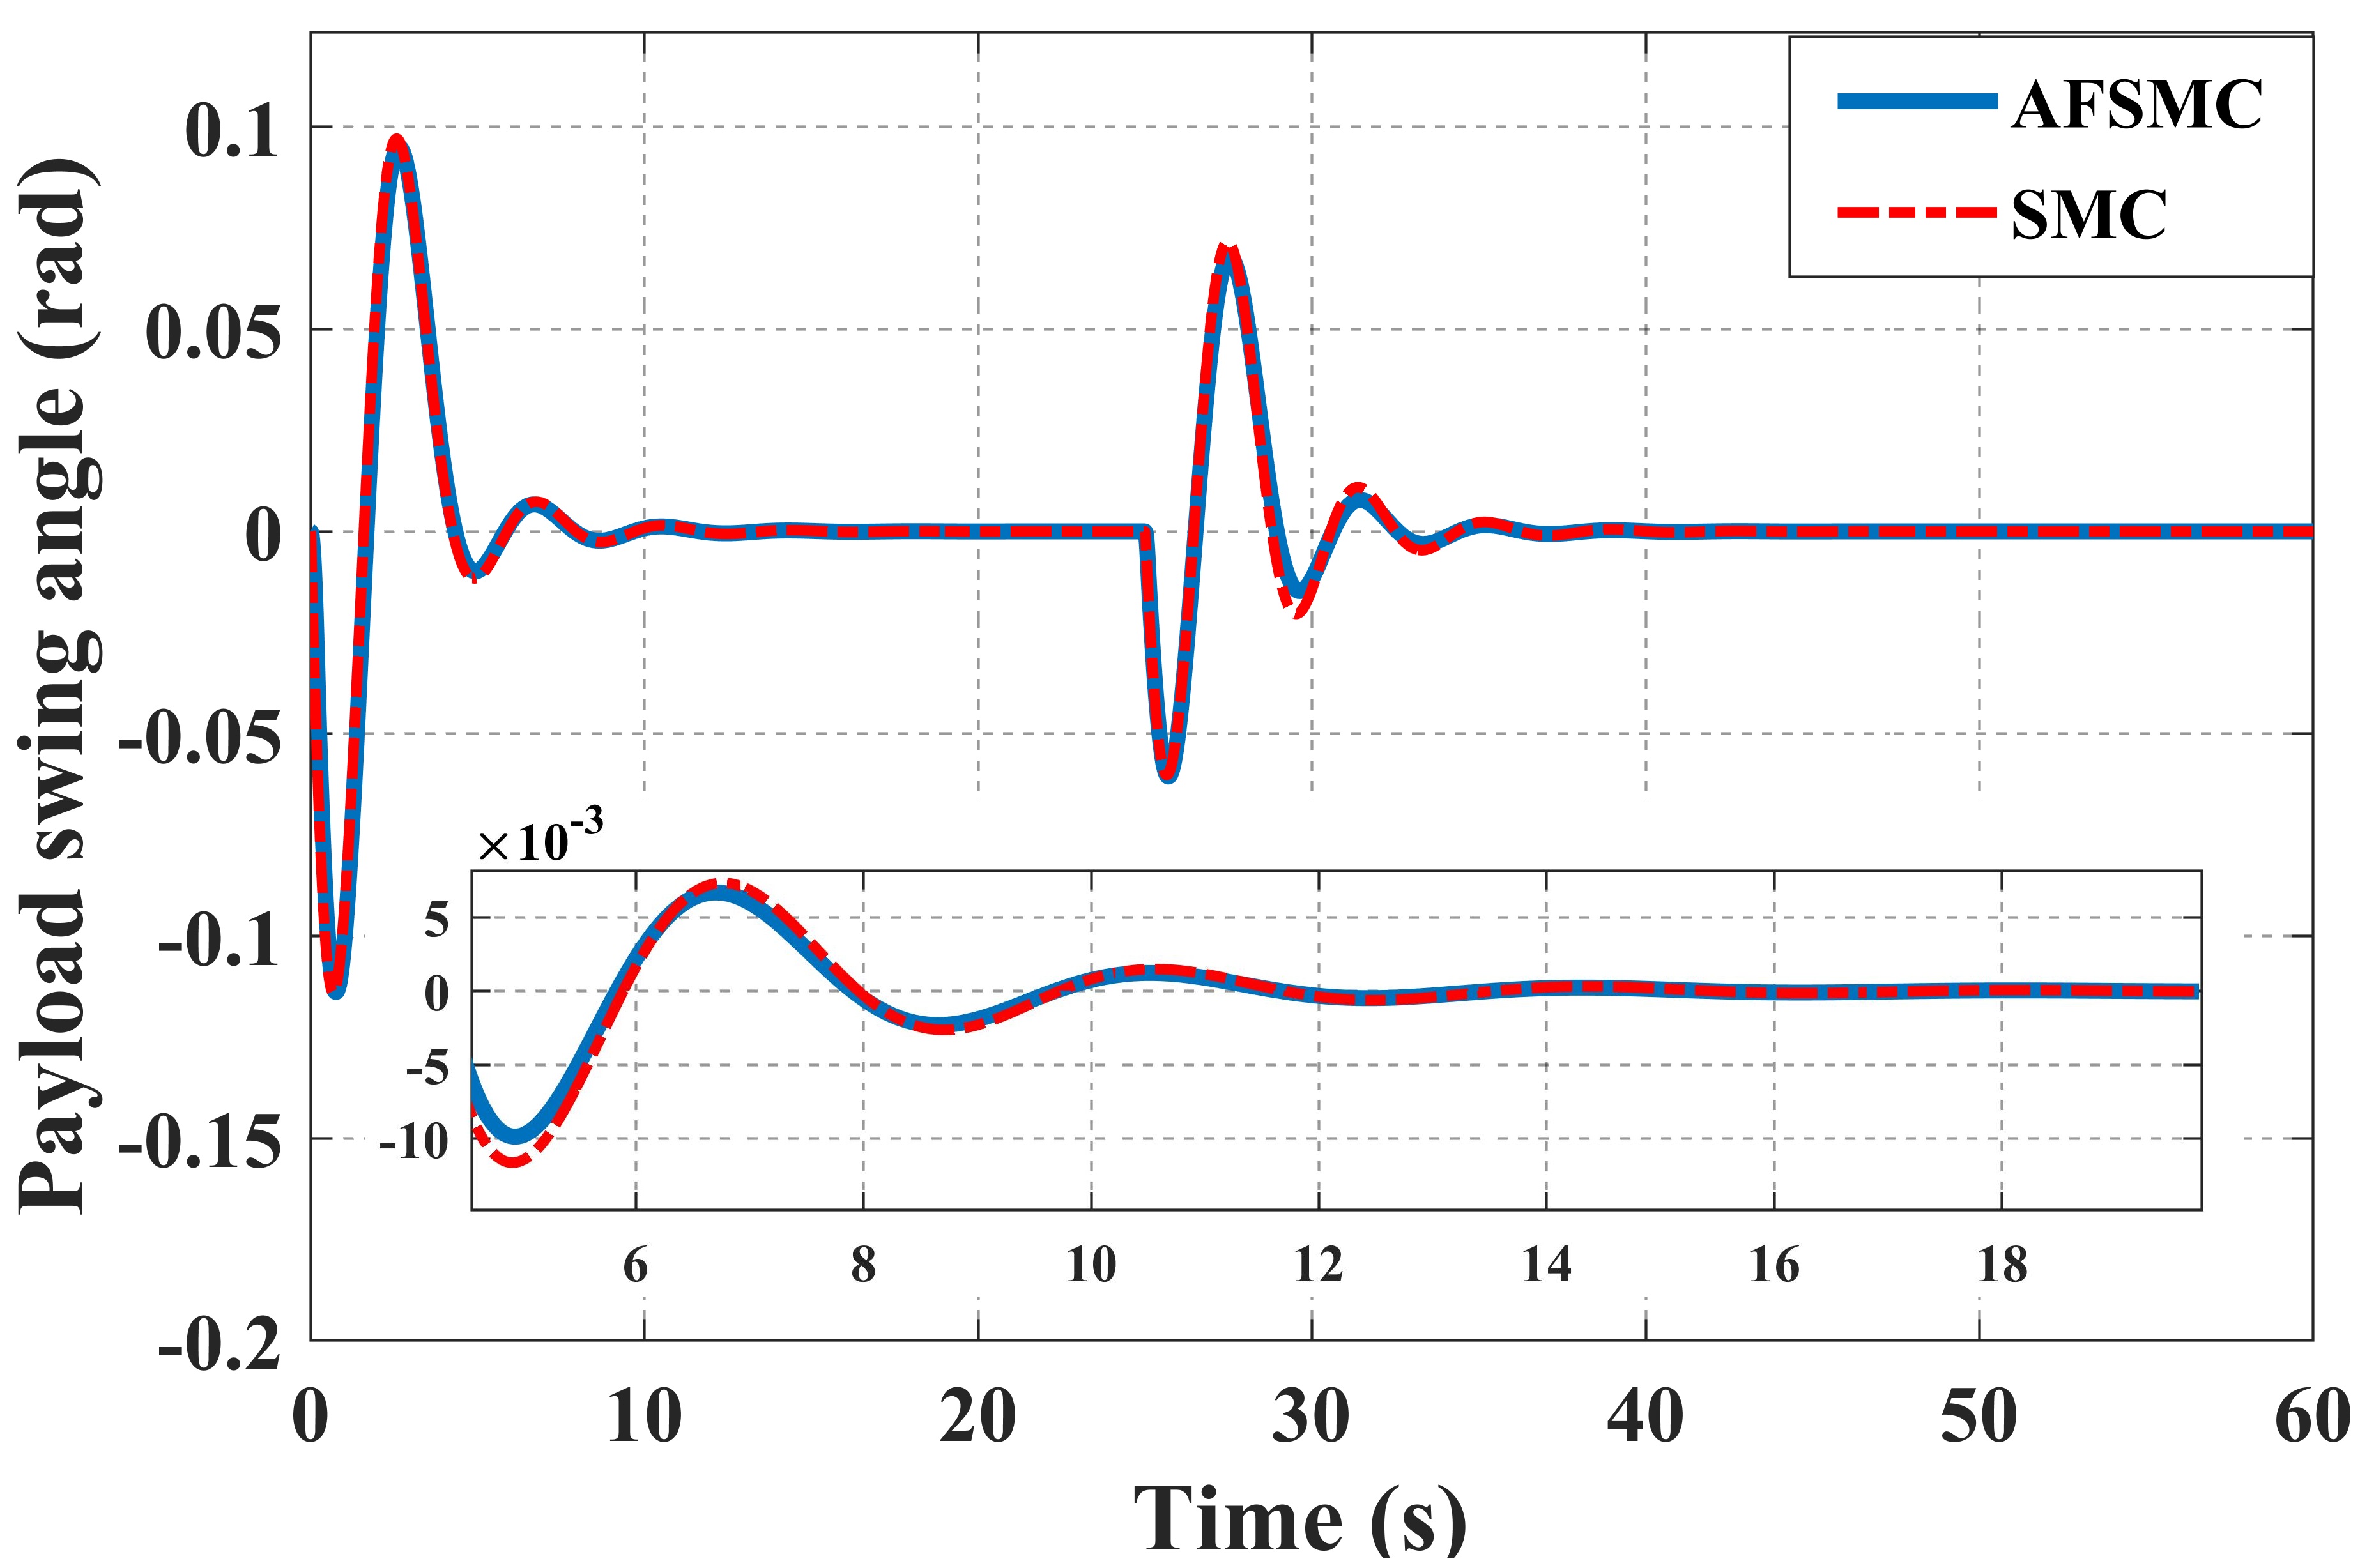 AFSMC
SMC
Payload swing angle (rad)
0.1
0.05
0
-0.05
-0.1
-0.15
-0.2
×10⁻³
5
0
-5
-10
6 8 10 12 14 16 18
0 10 20 30 40 50 60
Time (s)